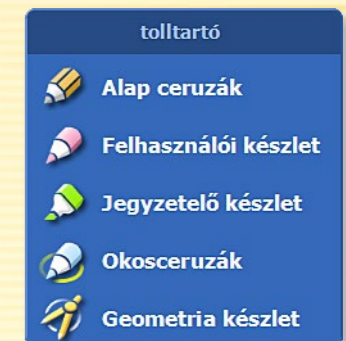 tolltartó
Alap ceruzák
Felhasználói készlet
Jegyzetelő készlet
Okosceruzák
Geometria készlet